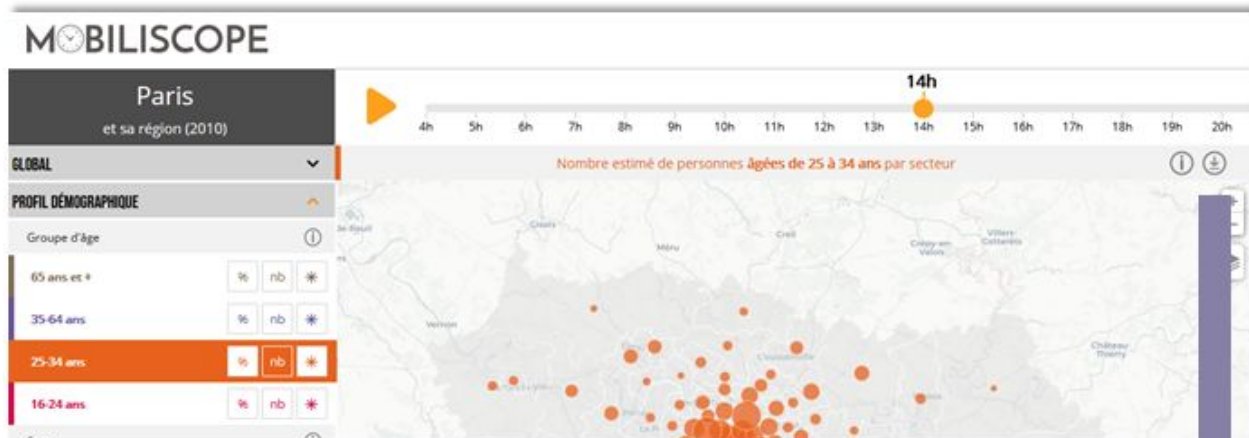 MOBILISCOPE
Paris
et sa région (2010)
14h
4h 5h 6h 7h 8h 9h 10h 11h 12h 13h 14h 15h 16h 17h 18h 19h 20h
GLOBAL
Nombre estimé de personnes âgées de 25 à 34 ans par secteur
PROFIL DÉMOGRAPHIQUE
Groupe d'âge
65 ans et + % nb *
35-64 ans % nb *
25-34 ans % nb *
16-24 ans % nb *
Méru
Creil
Crépy-en-Valois
Villers-Cotterêts
Vernon
Château Thierry